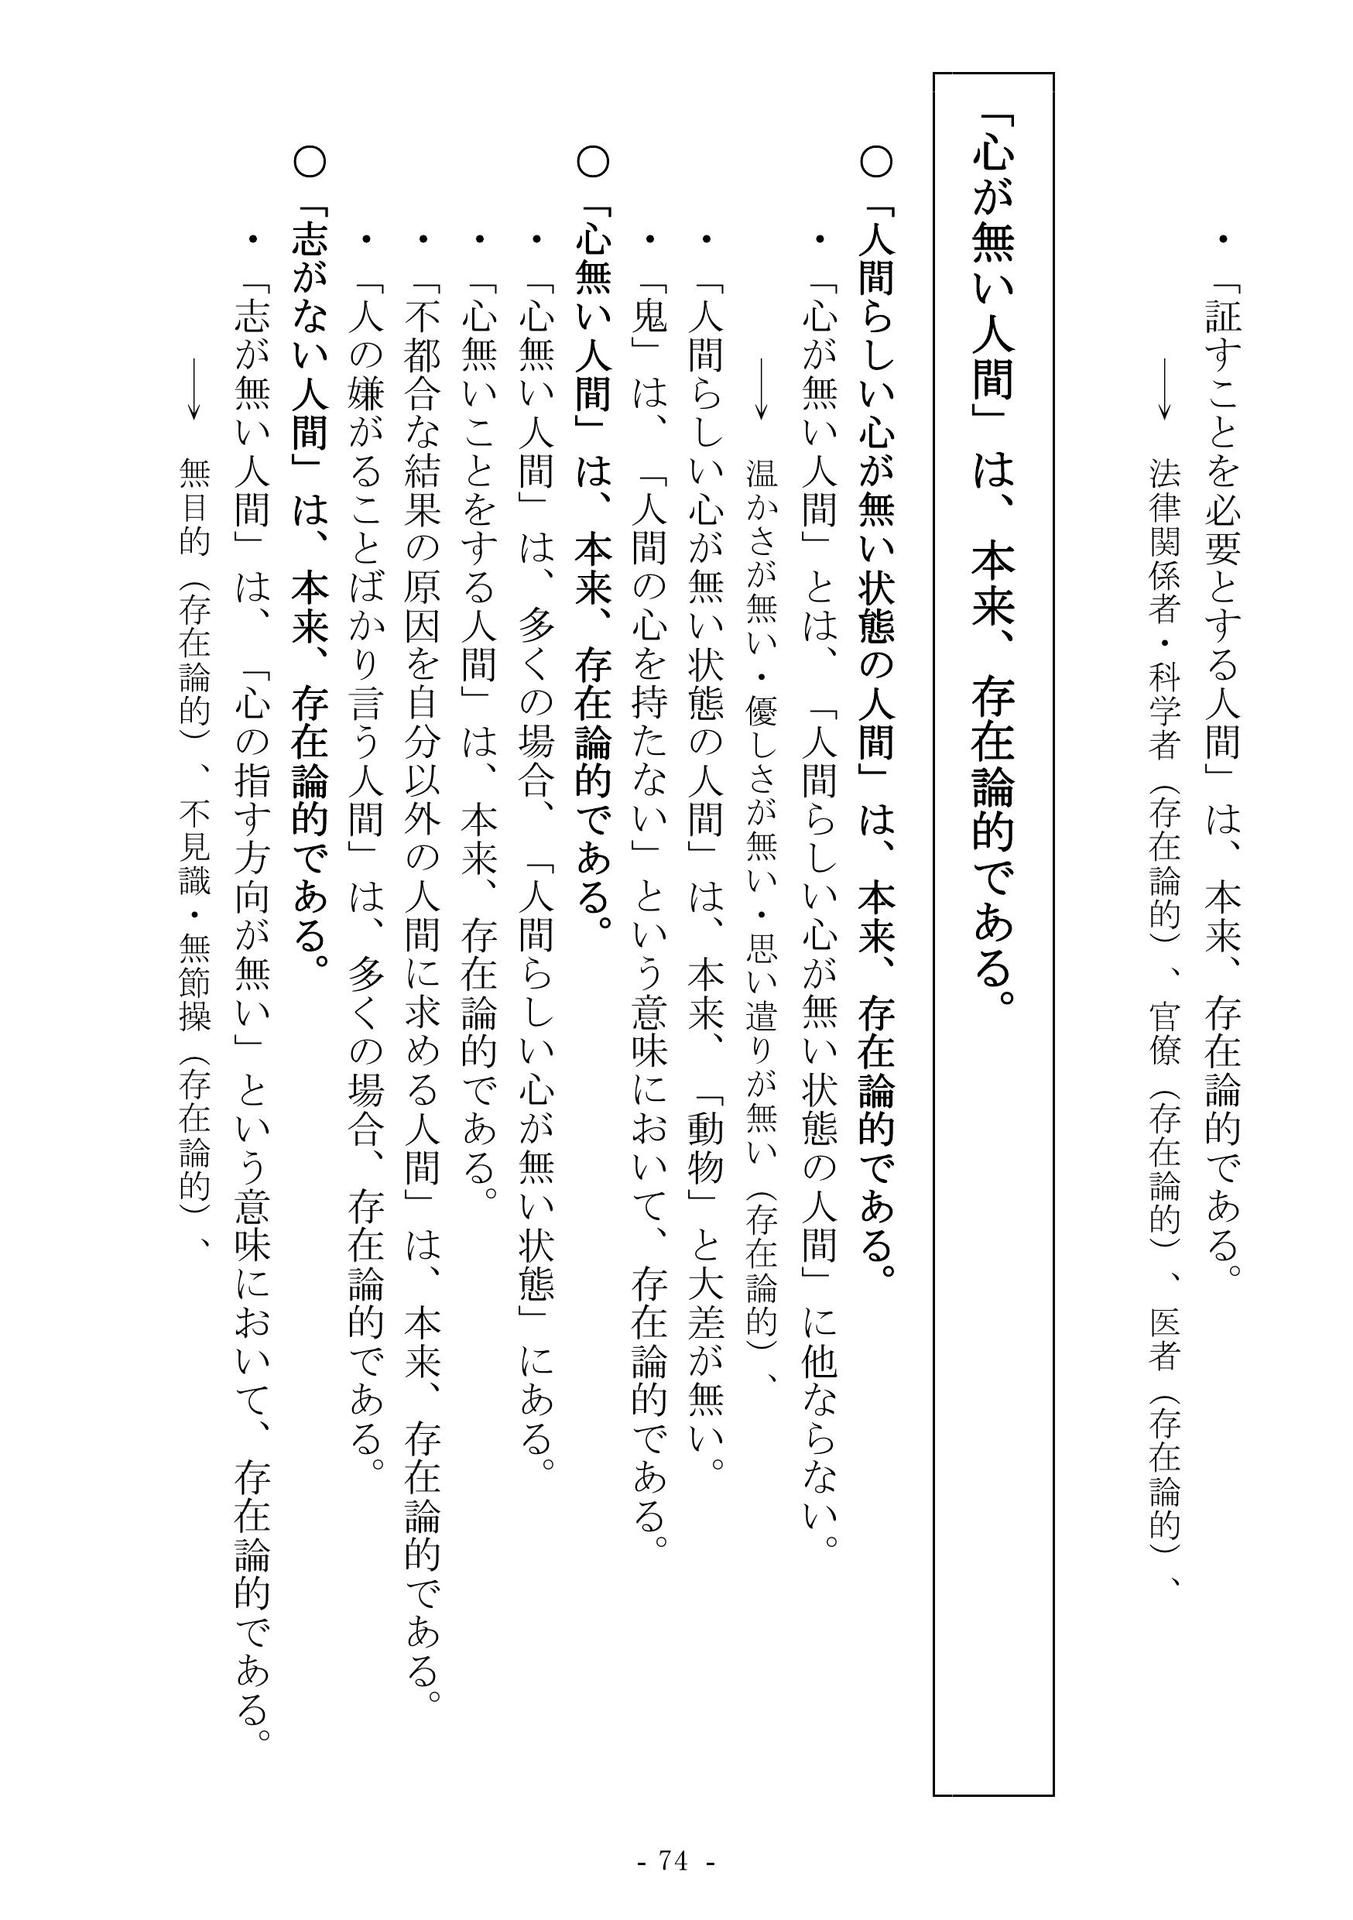 ・「証すことを必要とする人間」は、本来、存在論的である。
→ 法律関係者・科学者（存在論的）、官僚（存在論的）、医者（存在論的）、
「心が無い人間」は、本来、存在論的である。
○「人間らしい心が無い状態の人間」は、本来、存在論的である。
・「心が無い人間」とは、「人間らしい心が無い状態の人間」に他ならない。
→ 温かさが無い・優しさが無い・思い遣りが無い（存在論的）、
・「人間らしい心が無い状態の人間」は、本来、「動物」と大差が無い。
・「鬼」は、「人間の心を持たない」という意味において、存在論的である。
○「心無い人間」は、本来、存在論的である。
・「心無い人間」は、多くの場合、「人間らしい心が無い状態」にある。
・「心無いことをする人間」は、本来、存在論的である。
・「不都合な結果の原因を自分以外の人間に求める人間」は、本来、存在論的である。
・「人の嫌がることばかり言う人間」は、多くの場合、存在論的である。
○「志がない人間」は、本来、存在論的である。
・「志が無い人間」は、「心の指す方向が無い」という意味において、存在論的である。
→ 無目的（存在論的）、不見識・無節操（存在論的）、
- 74 -